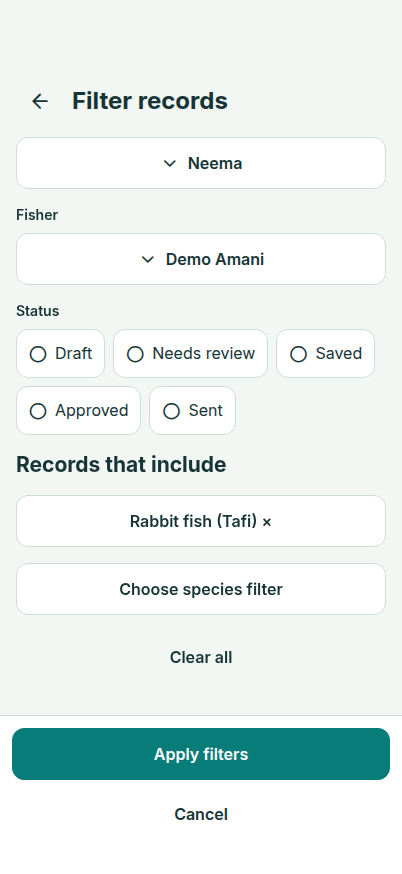 Filter records
Neema
Fisher
Demo Amani
Status
Draft
Needs review
Saved
Approved
Sent
Records that include
Rabbit fish (Tafi) ×
Choose species filter
Clear all
Apply filters
Cancel